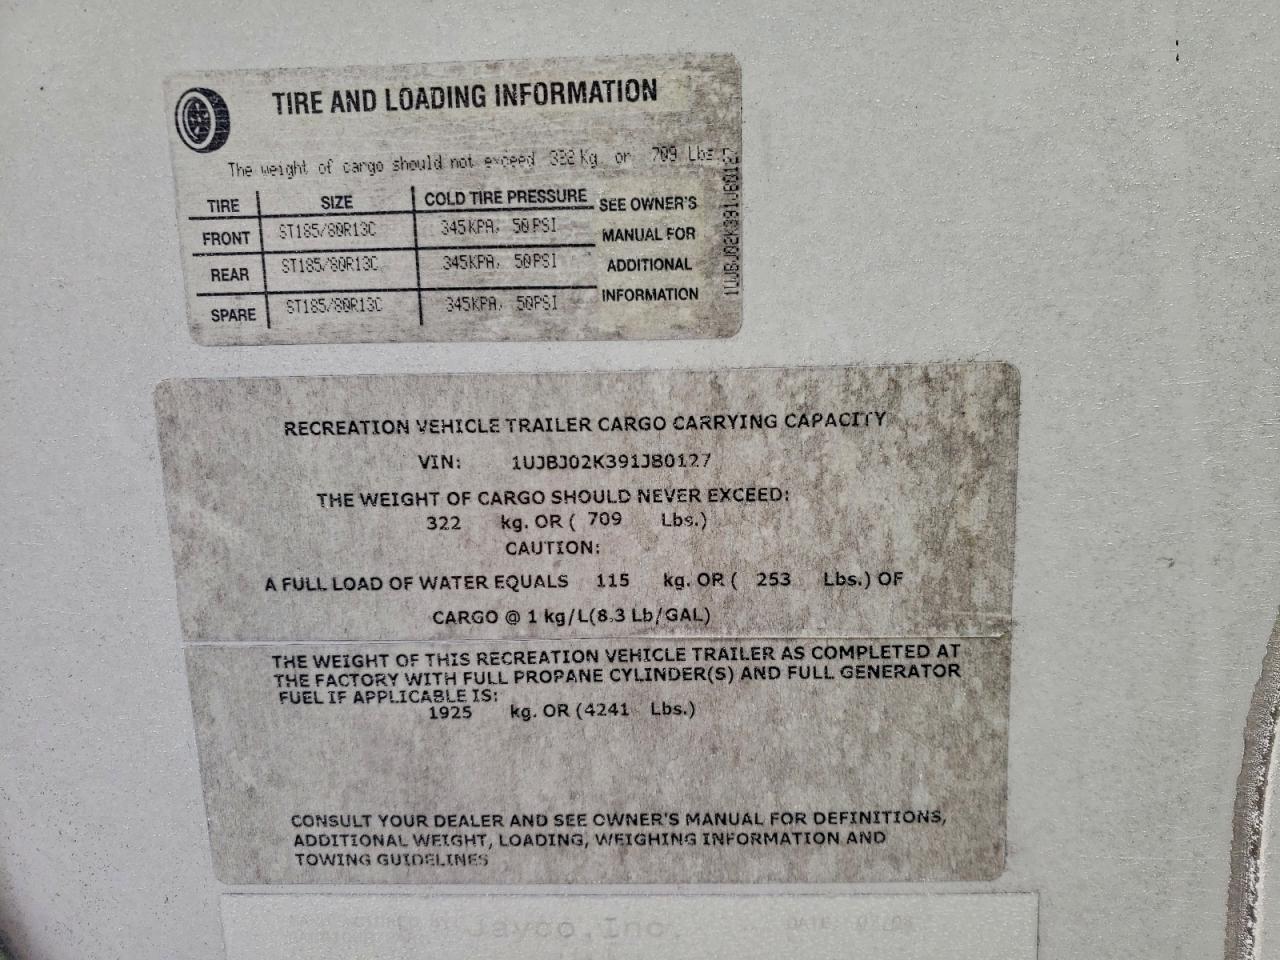 TIRE AND LOADING INFORMATION
The weight of cargo should not exceed 322 Kg. or 709 Lbs.
TIRE SIZE COLD TIRE PRESSURE SEE OWNER'S
FRONT ST185/80R13C 345KPA, 50PSI MANUAL FOR
REAR ST185/80R13C 345KPA, 50PSI ADDITIONAL
SPARE ST185/80R13C 345KPA, 50PSI INFORMATION
1UJBJ02K391J80127
RECREATION VEHICLE TRAILER CARGO CARRYING CAPACITY
VIN: 1UJBJ02K391J80127
THE WEIGHT OF CARGO SHOULD NEVER EXCEED:
322 kg. OR ( 709 Lbs.)
CAUTION:
A FULL LOAD OF WATER EQUALS 115 kg. OR ( 253 Lbs.) OF
CARGO @ 1 kg/L(8.3 Lb/GAL)
THE WEIGHT OF THIS RECREATION VEHICLE TRAILER AS COMPLETED AT
THE FACTORY WITH FULL PROPANE CYLINDER(S) AND FULL GENERATOR
FUEL IF APPLICABLE IS:
1925 kg. OR (4241 Lbs.)
CONSULT YOUR DEALER AND SEE OWNER'S MANUAL FOR DEFINITIONS,
ADDITIONAL WEIGHT, LOADING, WEIGHING INFORMATION AND
TOWING GUIDELINES
Jayco, Inc.